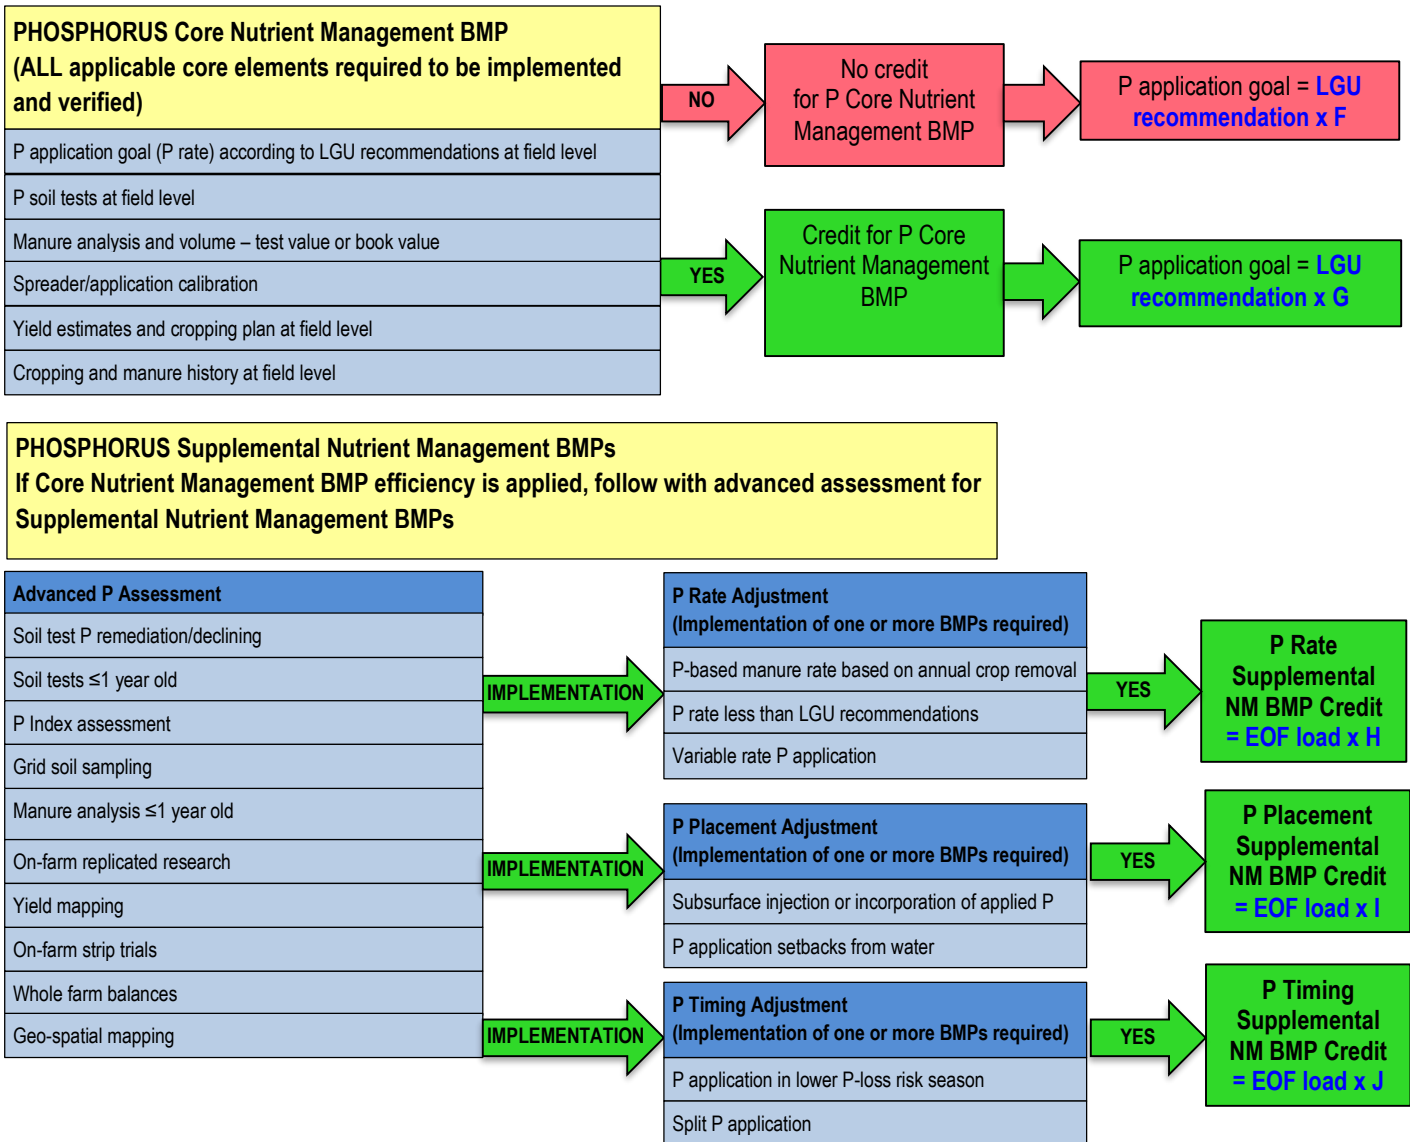 PHOSPHORUS Core Nutrient Management BMP
(ALL applicable core elements required to be implemented
and verified)
P application goal (P rate) according to LGU recommendations at field level
P soil tests at field level
Manure analysis and volume – test value or book value
Spreader/application calibration
Yield estimates and cropping plan at field level
Cropping and manure history at field level
NO
No credit
for P Core Nutrient
Management BMP
P application goal = LGU
recommendation x F
YES
Credit for P Core
Nutrient Management
BMP
P application goal = LGU
recommendation x G
PHOSPHORUS Supplemental Nutrient Management BMPs
If Core Nutrient Management BMP efficiency is applied, follow with advanced assessment for
Supplemental Nutrient Management BMPs
Advanced P Assessment
Soil test P remediation/declining
Soil tests ≤1 year old
P Index assessment
Grid soil sampling
Manure analysis ≤1 year old
On-farm replicated research
Yield mapping
On-farm strip trials
Whole farm balances
Geo-spatial mapping
IMPLEMENTATION
P Rate Adjustment
(Implementation of one or more BMPs required)
P-based manure rate based on annual crop removal
P rate less than LGU recommendations
Variable rate P application
YES
P Rate
Supplemental
NM BMP Credit
= EOF load x H
IMPLEMENTATION
P Placement Adjustment
(Implementation of one or more BMPs required)
Subsurface injection or incorporation of applied P
P application setbacks from water
YES
P Placement
Supplemental
NM BMP Credit
= EOF load x I
IMPLEMENTATION
P Timing Adjustment
(Implementation of one or more BMPs required)
P application in lower P-loss risk season
Split P application
YES
P Timing
Supplemental
NM BMP Credit
= EOF load x J